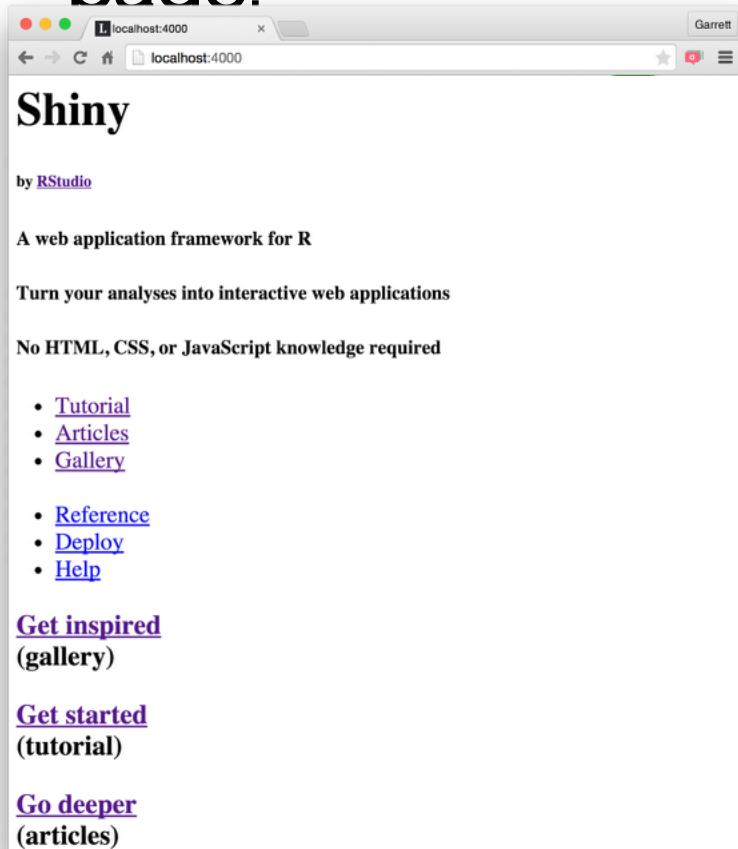 localhost:4000
Garrett
localhost:4000
Shiny
by RStudio
A web application framework for R
Turn your analyses into interactive web applications
No HTML, CSS, or JavaScript knowledge required
Tutorial
Articles
Gallery
Reference
Deploy
Help
Get inspired
(gallery)
Get started
(tutorial)
Go deeper
(articles)